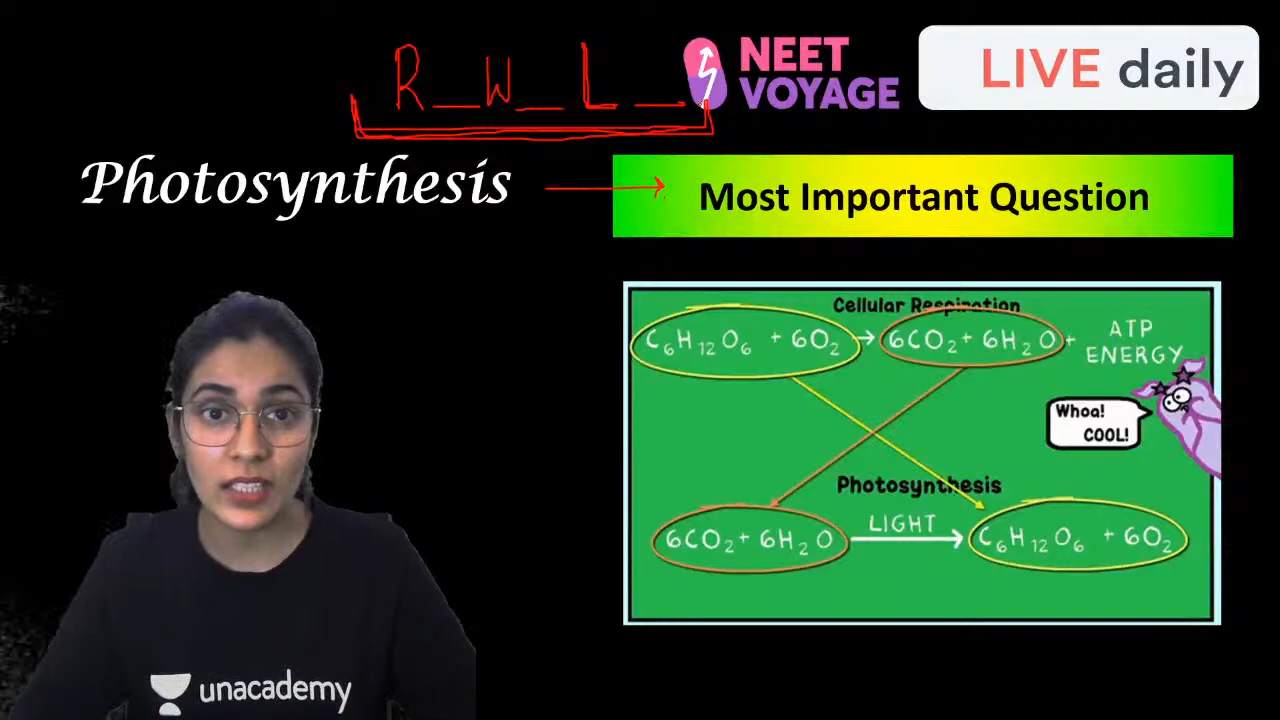 R_W_L_
NEET
VOYAGE
LIVE daily
Photosynthesis
Most Important Question
Cellular Respiration
C₆H₁₂O₆ + 6O₂ → 6CO₂ + 6H₂O + ATP
ENERGY
Whoa!
COOL!
Photosynthesis
LIGHT
6CO₂ + 6H₂O → C₆H₁₂O₆ + 6O₂
unacademy